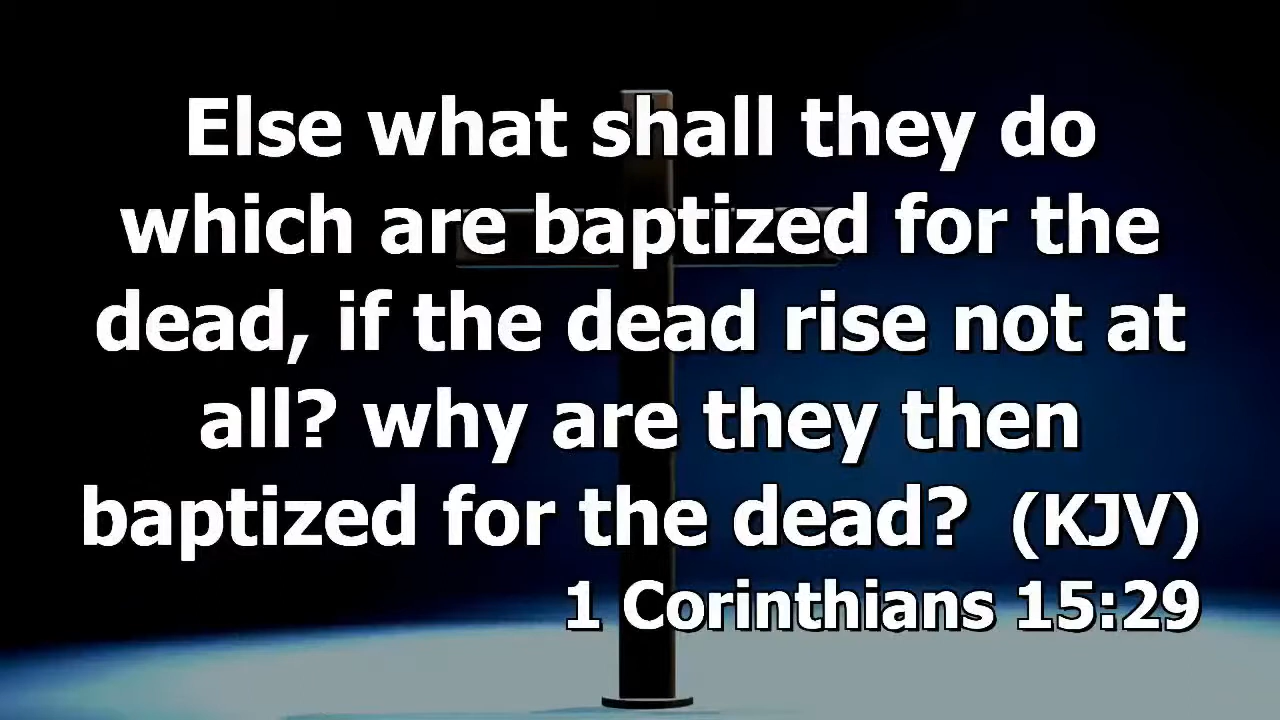 Else what shall they do
which are baptized for the
dead, if the dead rise not at
all? why are they then
baptized for the dead? (KJV)
1 Corinthians 15:29